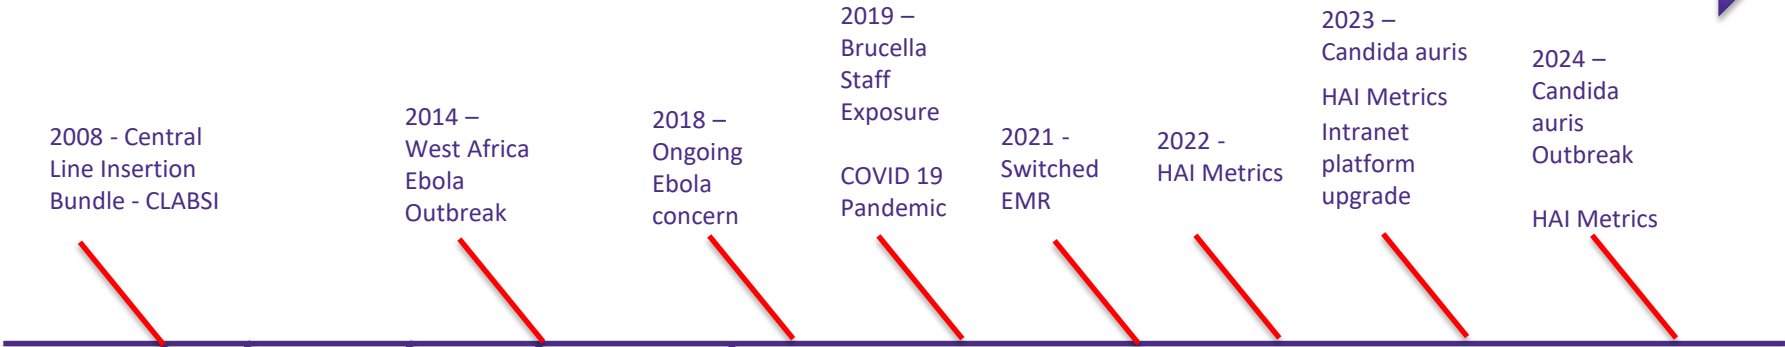 2008 - Central
Line Insertion
Bundle - CLABSI
2014 –
West Africa
Ebola
Outbreak
2018 –
Ongoing
Ebola
concern
2019 –
Brucella
Staff
Exposure
COVID 19
Pandemic
2021 -
Switched
EMR
2022 -
HAI Metrics
2023 –
Candida auris
HAI Metrics
Intranet
platform
upgrade
2024 –
Candida
auris
Outbreak
HAI Metrics